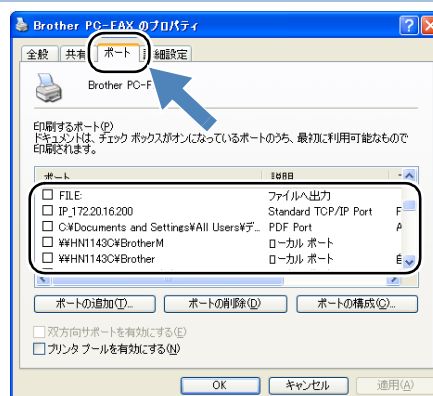 Brother PC-FAX のプロパティ
全般 共有 ポート 細設定
Brother PC-F
印刷するポート(P)
ドキュメントは、チェック ボックスがオンになっているポートのうち、最初に利用可能なもので
印刷されます。
ポート 説明
FILE: ファイルへ出力
IP_172.20.16.200 Standard TCP/IP Port F
C:¥Documents and Settings¥All Users¥デ... PDF Port A
¥¥HN1143C¥BrotherM ローカル ポート
¥¥HN1143C¥Brother ローカル ポート
ポートの追加(T)... ポートの削除(D) ポートの構成(C)...
双方向サポートを有効にする(E)
プリンタ プールを有効にする(N)
OK キャンセル 適用(A)